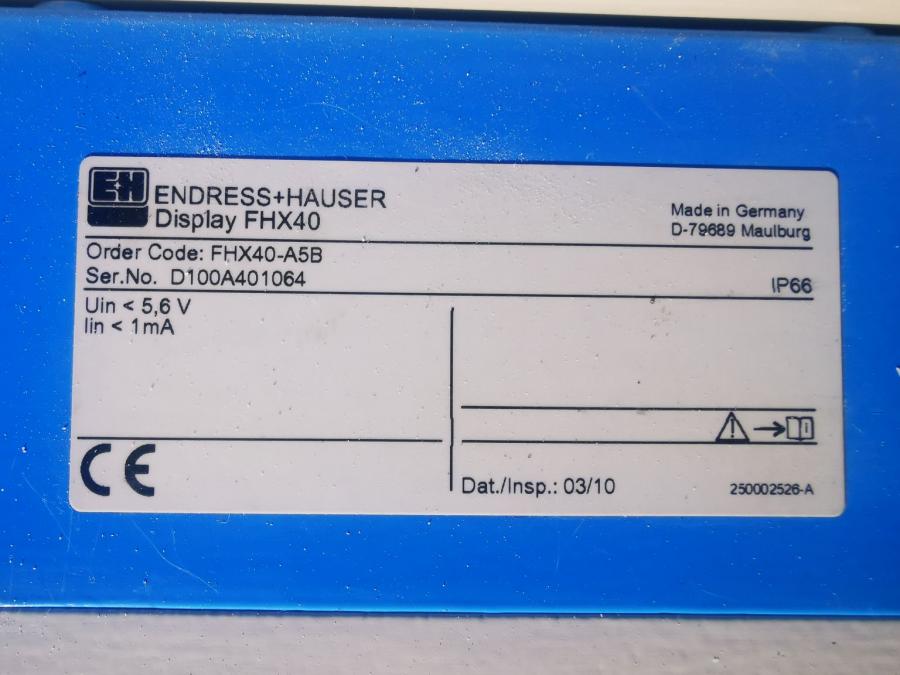 E+H
ENDRESS+HAUSER
Display FHX40
Made in Germany
D-79689 Maulburg
Order Code: FHX40-A5B
Ser.No. D100A401064
IP66
Uin < 5,6 V
Iin < 1mA
CE
Dat./Insp.: 03/10
250002526-A